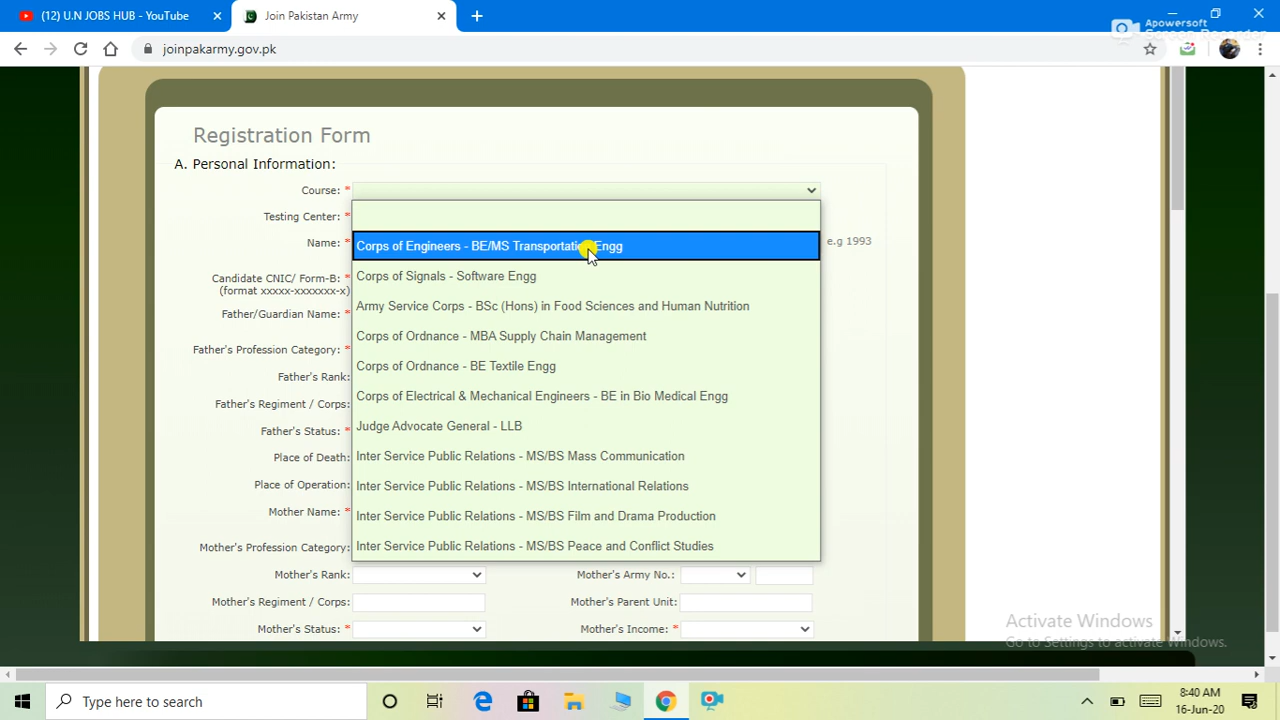 (12) U.N JOBS HUB - YouTube
Join Pakistan Army
Apowersoft
Screen Recorder
joinpakarmy.gov.pk
Registration Form
A. Personal Information:
Course: *
Testing Center: *
Corps of Engineers - BE/MS Transportation Engg
Name: *
e.g 1993
Corps of Signals - Software Engg
Candidate CNIC/ Form-B: *
(format xxxxx-xxxxxxx-x)
Army Service Corps - BSc (Hons) in Food Sciences and Human Nutrition
Father/Guardian Name: *
Corps of Ordnance - MBA Supply Chain Management
Father's Profession Category: *
Corps of Ordnance - BE Textile Engg
Father's Rank:
Corps of Electrical & Mechanical Engineers - BE in Bio Medical Engg
Father's Regiment / Corps:
Judge Advocate General - LLB
Father's Status: *
Inter Service Public Relations - MS/BS Mass Communication
Place of Death:
Inter Service Public Relations - MS/BS International Relations
Place of Operation:
Inter Service Public Relations - MS/BS Film and Drama Production
Mother Name: *
Inter Service Public Relations - MS/BS Peace and Conflict Studies
Mother's Profession Category:
Mother's Rank: Mother's Army No.:
Mother's Regiment / Corps: Mother's Parent Unit:
Mother's Status: * Mother's Income: *
Activate Windows
Go to Settings to activate Windows.
Type here to search
8:40 AM
16-Jun-20